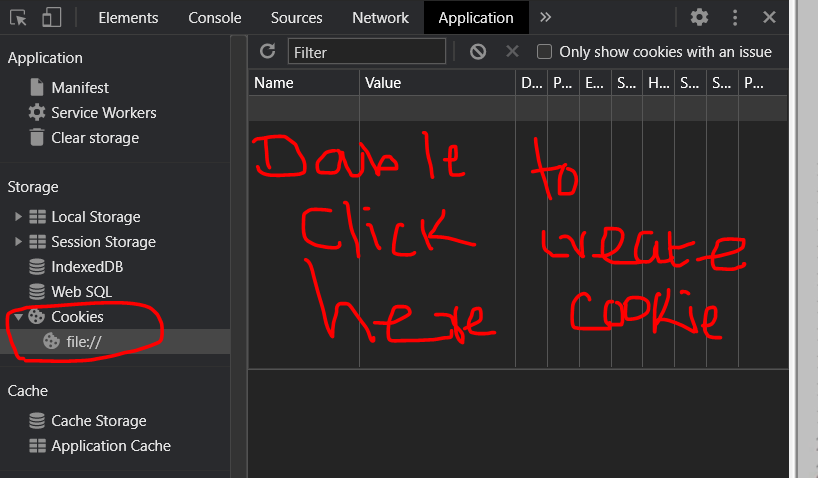 Elements Console Sources Network Application »
Application
Manifest
Service Workers
Clear storage
Storage
Local Storage
Session Storage
IndexedDB
Web SQL
Cookies
file://
Cache
Cache Storage
Application Cache
Filter Only show cookies with an issue
Name Value D... P... E... S... H... S... S... P...
Double
Click
here
to
create
cookie